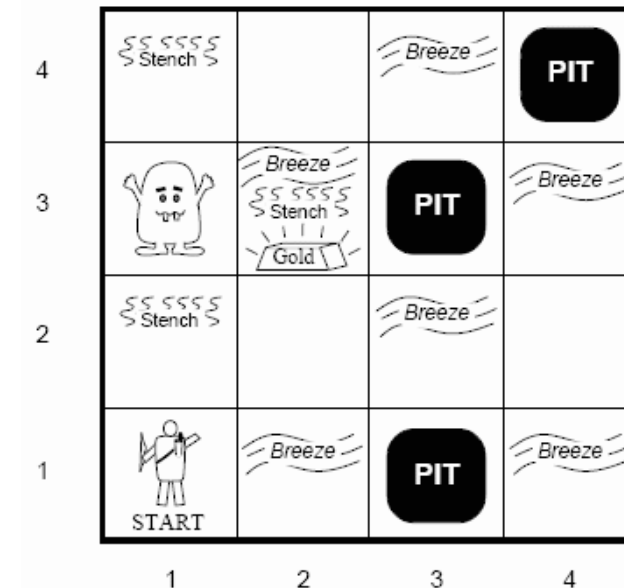 4
Stench
Breeze
PIT
3
Breeze
Stench
Gold
PIT
Breeze
2
Stench
Breeze
1
START
Breeze
PIT
Breeze
1 2 3 4